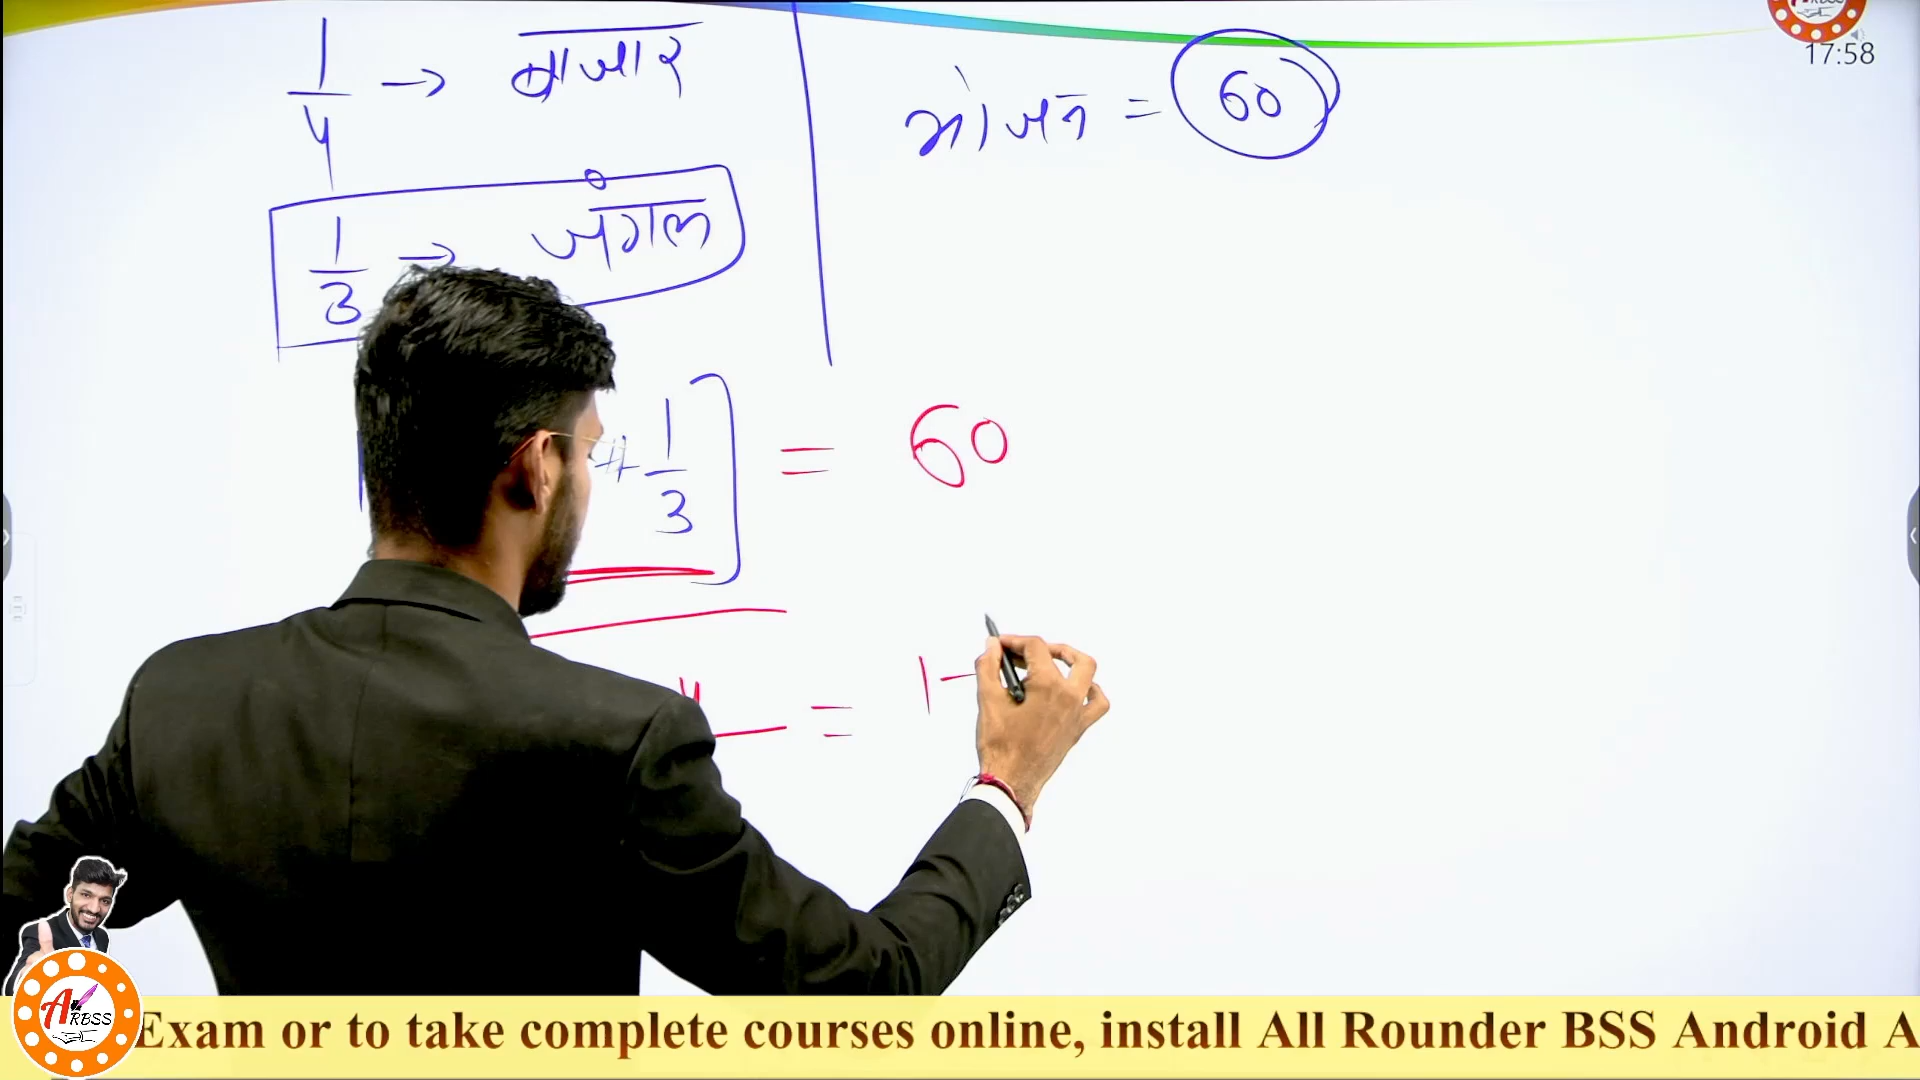 1/4 → बाजार
भोजन = 60
17:58
1/3 → जंगल
+ 1/3 ] = 60
= 1 -
ARBSS
Exam or to take complete courses online, install All Rounder BSS Android A